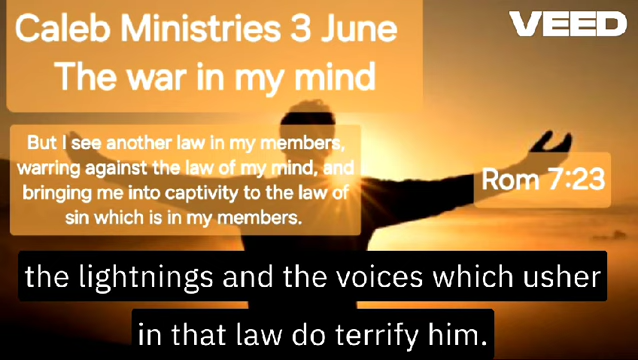 Caleb Ministries 3 June
The war in my mind
VEED
But I see another law in my members,
warring against the law of my mind, and
bringing me into captivity to the law of
sin which is in my members.
Rom 7:23
the lightnings and the voices which usher
in that law do terrify him.